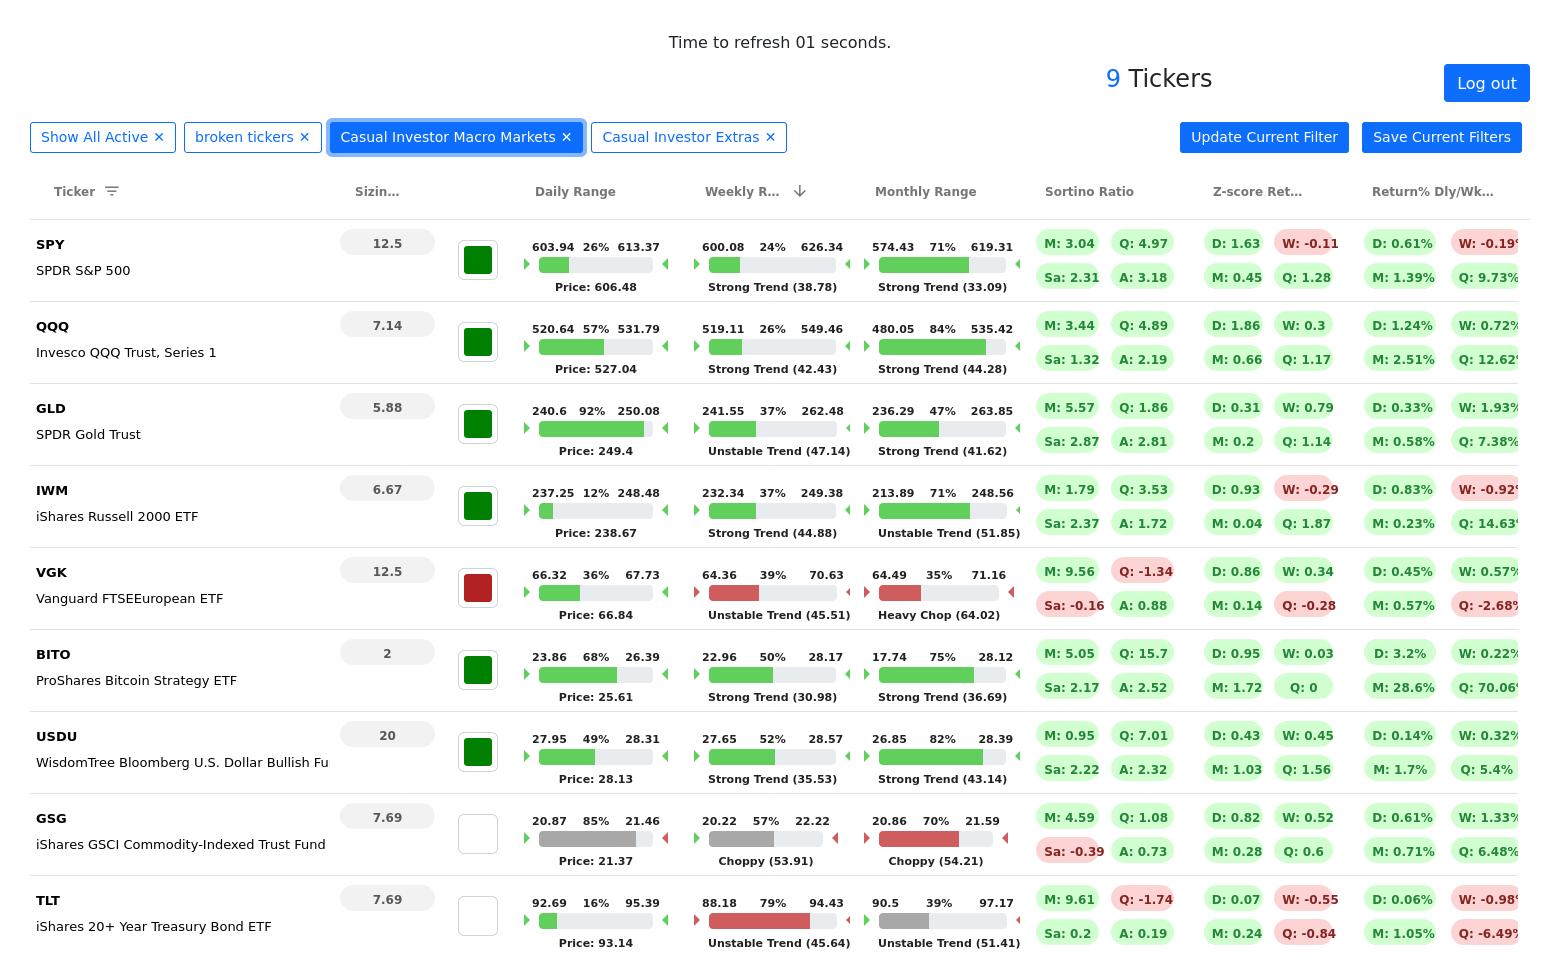 Time to refresh 01 seconds.
9 Tickers
Log out
Show All Active ✕ broken tickers ✕ Casual Investor Macro Markets ✕ Casual Investor Extras ✕ Update Current Filter Save Current Filters
Ticker Sizin... Daily Range Weekly R... Monthly Range Sortino Ratio Z-score Ret... Return% Dly/Wk...
SPY 12.5 603.94 26% 613.37 600.08 24% 626.34 574.43 71% 619.31 M: 3.04 Q: 4.97 D: 1.63 W: -0.11 D: 0.61% W: -0.19%
SPDR S&P 500 Price: 606.48 Strong Trend (38.78) Strong Trend (33.09) Sa: 2.31 A: 3.18 M: 0.45 Q: 1.28 M: 1.39% Q: 9.73%
QQQ 7.14 520.64 57% 531.79 519.11 26% 549.46 480.05 84% 535.42 M: 3.44 Q: 4.89 D: 1.86 W: 0.3 D: 1.24% W: 0.72%
Invesco QQQ Trust, Series 1 Price: 527.04 Strong Trend (42.43) Strong Trend (44.28) Sa: 1.32 A: 2.19 M: 0.66 Q: 1.17 M: 2.51% Q: 12.62%
GLD 5.88 240.6 92% 250.08 241.55 37% 262.48 236.29 47% 263.85 M: 5.57 Q: 1.86 D: 0.31 W: 0.79 D: 0.33% W: 1.93%
SPDR Gold Trust Price: 249.4 Unstable Trend (47.14) Strong Trend (41.62) Sa: 2.87 A: 2.81 M: 0.2 Q: 1.14 M: 0.58% Q: 7.38%
IWM 6.67 237.25 12% 248.48 232.34 37% 249.38 213.89 71% 248.56 M: 1.79 Q: 3.53 D: 0.93 W: -0.29 D: 0.83% W: -0.92%
iShares Russell 2000 ETF Price: 238.67 Strong Trend (44.88) Unstable Trend (51.85) Sa: 2.37 A: 1.72 M: 0.04 Q: 1.87 M: 0.23% Q: 14.63%
VGK 12.5 66.32 36% 67.73 64.36 39% 70.63 64.49 35% 71.16 M: 9.56 Q: -1.34 D: 0.86 W: 0.34 D: 0.45% W: 0.57%
Vanguard FTSEEuropean ETF Price: 66.84 Unstable Trend (45.51) Heavy Chop (64.02) Sa: -0.16 A: 0.88 M: 0.14 Q: -0.28 M: 0.57% Q: -2.68%
BITO 2 23.86 68% 26.39 22.96 50% 28.17 17.74 75% 28.12 M: 5.05 Q: 15.7 D: 0.95 W: 0.03 D: 3.2% W: 0.22%
ProShares Bitcoin Strategy ETF Price: 25.61 Strong Trend (30.98) Strong Trend (36.69) Sa: 2.17 A: 2.52 M: 1.72 Q: 0 M: 28.6% Q: 70.06%
USDU 20 27.95 49% 28.31 27.65 52% 28.57 26.85 82% 28.39 M: 0.95 Q: 7.01 D: 0.43 W: 0.45 D: 0.14% W: 0.32%
WisdomTree Bloomberg U.S. Dollar Bullish Fu Price: 28.13 Strong Trend (35.53) Strong Trend (43.14) Sa: 2.22 A: 2.32 M: 1.03 Q: 1.56 M: 1.7% Q: 5.4%
GSG 7.69 20.87 85% 21.46 20.22 57% 22.22 20.86 70% 21.59 M: 4.59 Q: 1.08 D: 0.82 W: 0.52 D: 0.61% W: 1.33%
iShares GSCI Commodity-Indexed Trust Fund Price: 21.37 Choppy (53.91) Choppy (54.21) Sa: -0.39 A: 0.73 M: 0.28 Q: 0.6 M: 0.71% Q: 6.48%
TLT 7.69 92.69 16% 95.39 88.18 79% 94.43 90.5 39% 97.17 M: 9.61 Q: -1.74 D: 0.07 W: -0.55 D: 0.06% W: -0.98%
iShares 20+ Year Treasury Bond ETF Price: 93.14 Unstable Trend (45.64) Unstable Trend (51.41) Sa: 0.2 A: 0.19 M: 0.24 Q: -0.84 M: 1.05% Q: -6.49%